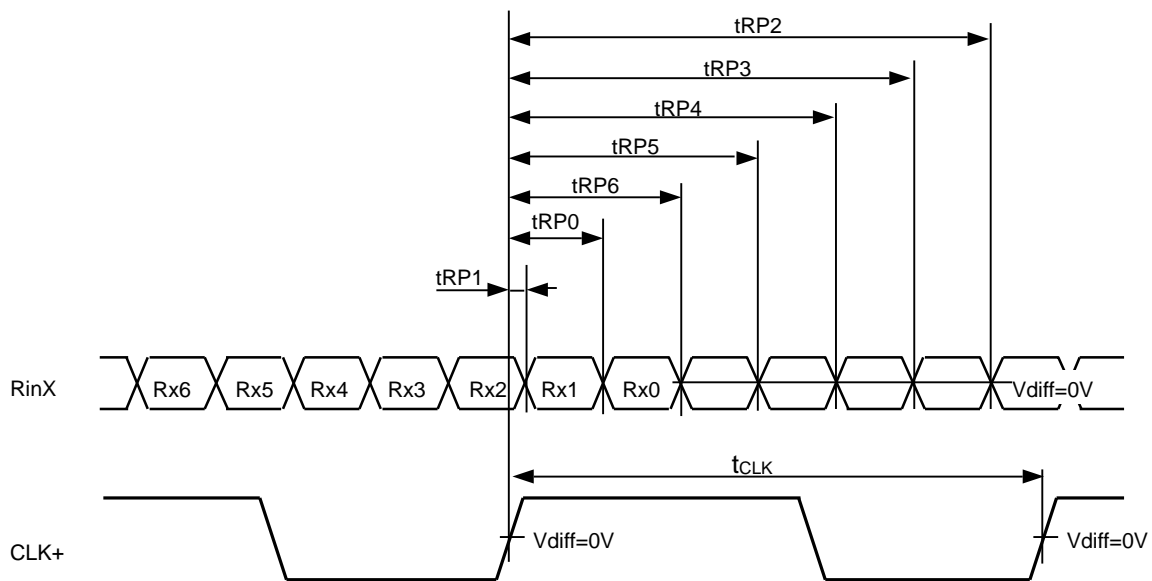 tRP2
tRP3
tRP4
tRP5
tRP6
tRP0
tRP1
RinX Rx6 Rx5 Rx4 Rx3 Rx2 Rx1 Rx0 Vdiff=0V
tCLK
CLK+ Vdiff=0V Vdiff=0V